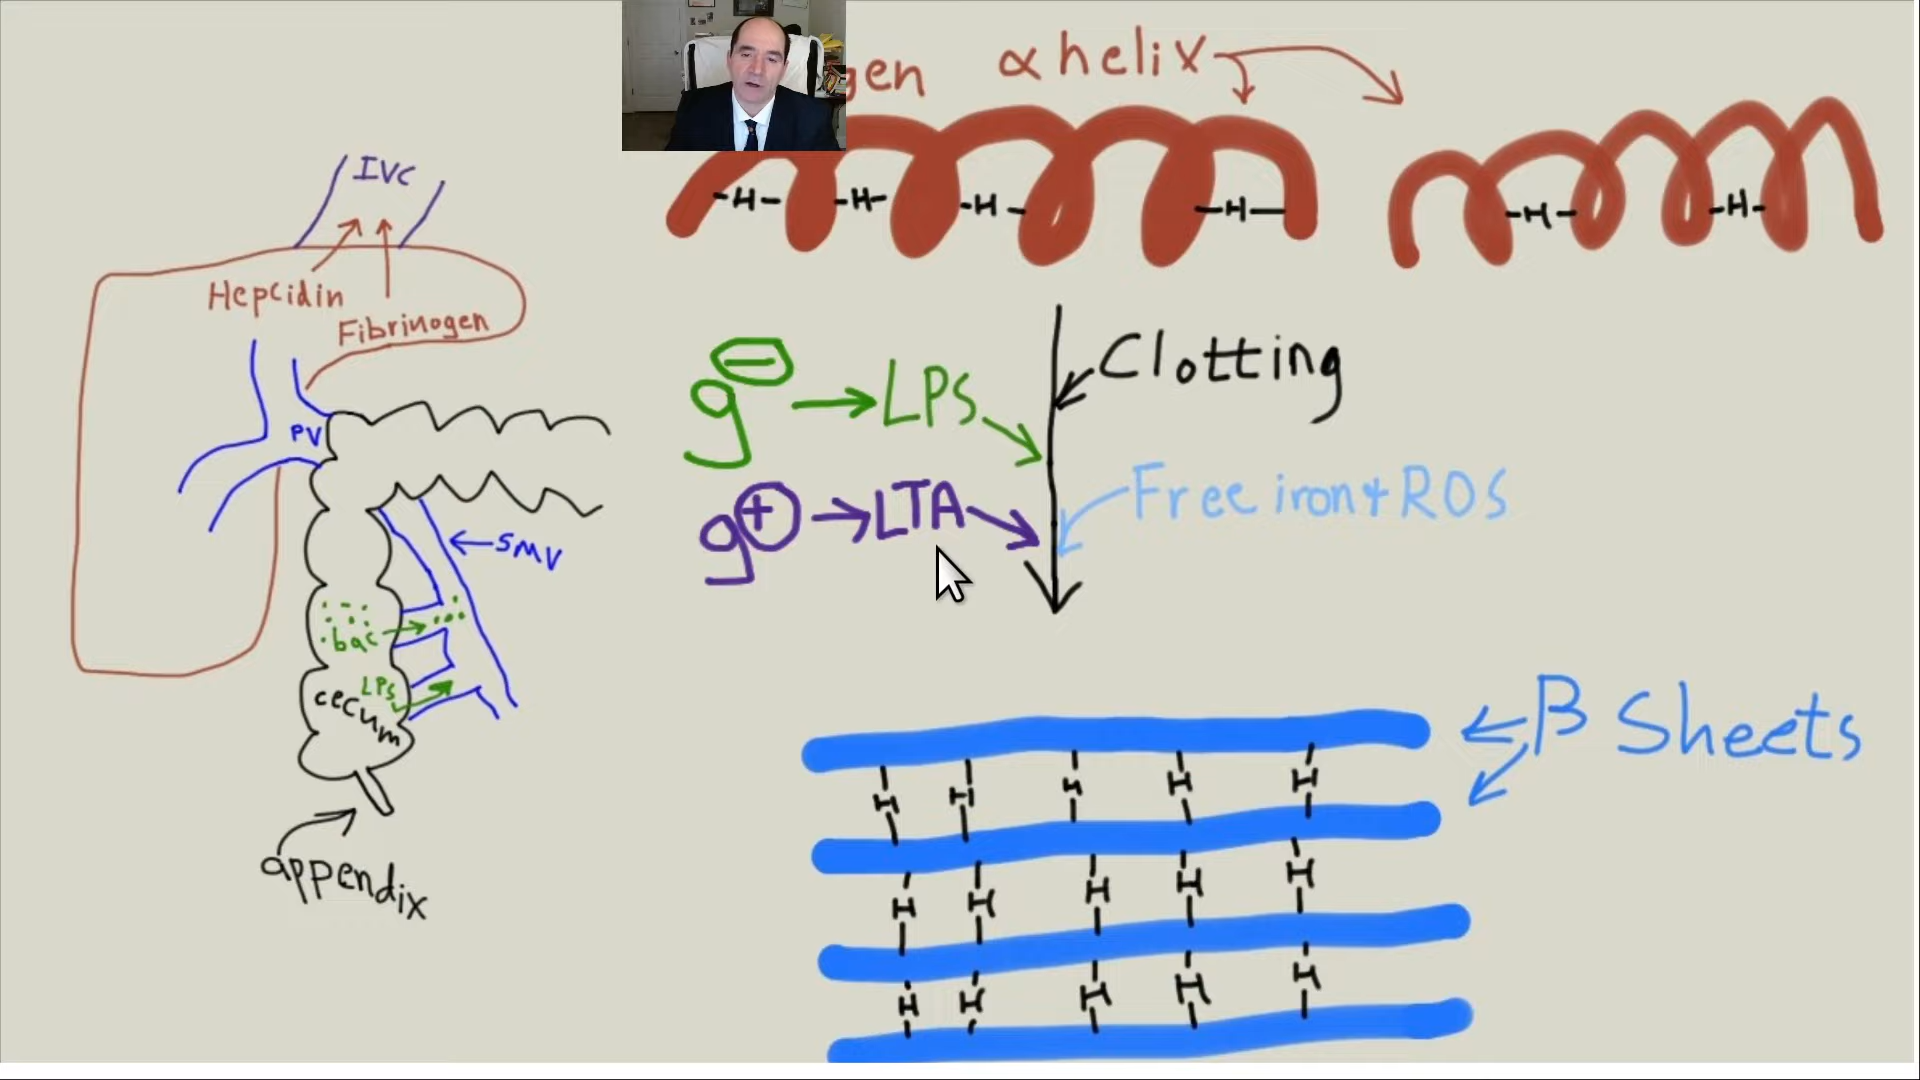 IVC
Hepcidin
Fibrinogen
PV
SMV
bac
LPS
cecum
appendix
gen α helix
-H- -H- -H- -H- -H- -H-
g⊖ → LPS
Clotting
g⊕ → LTA
Free iron + ROS
β Sheets
H H H H H
H H H H H
H H H H H